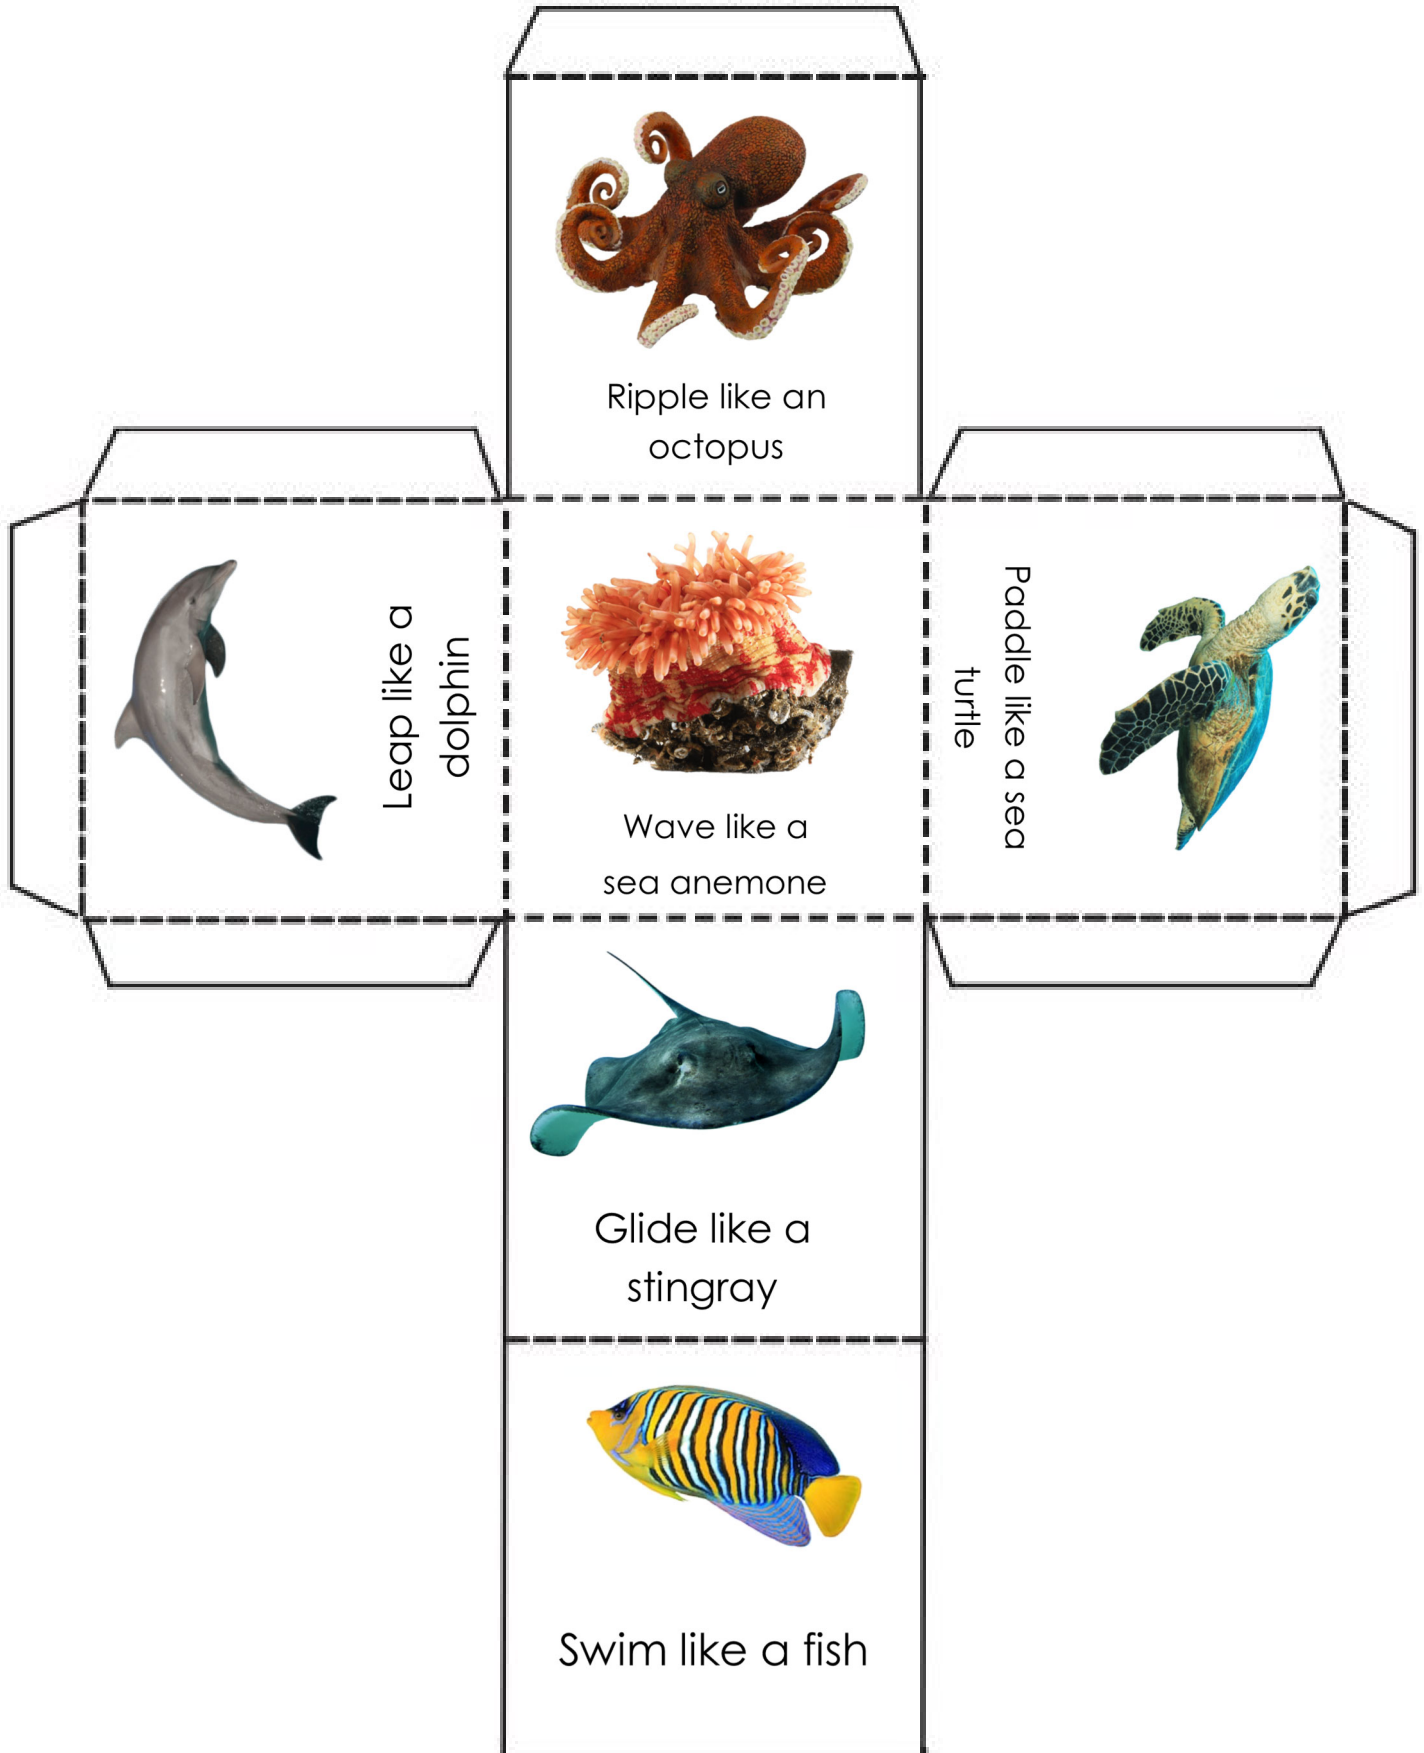 Ripple like an
octopus
Leap like a
dolphin
Wave like a
sea anemone
Paddle like a sea
turtle
Glide like a
stingray
Swim like a fish